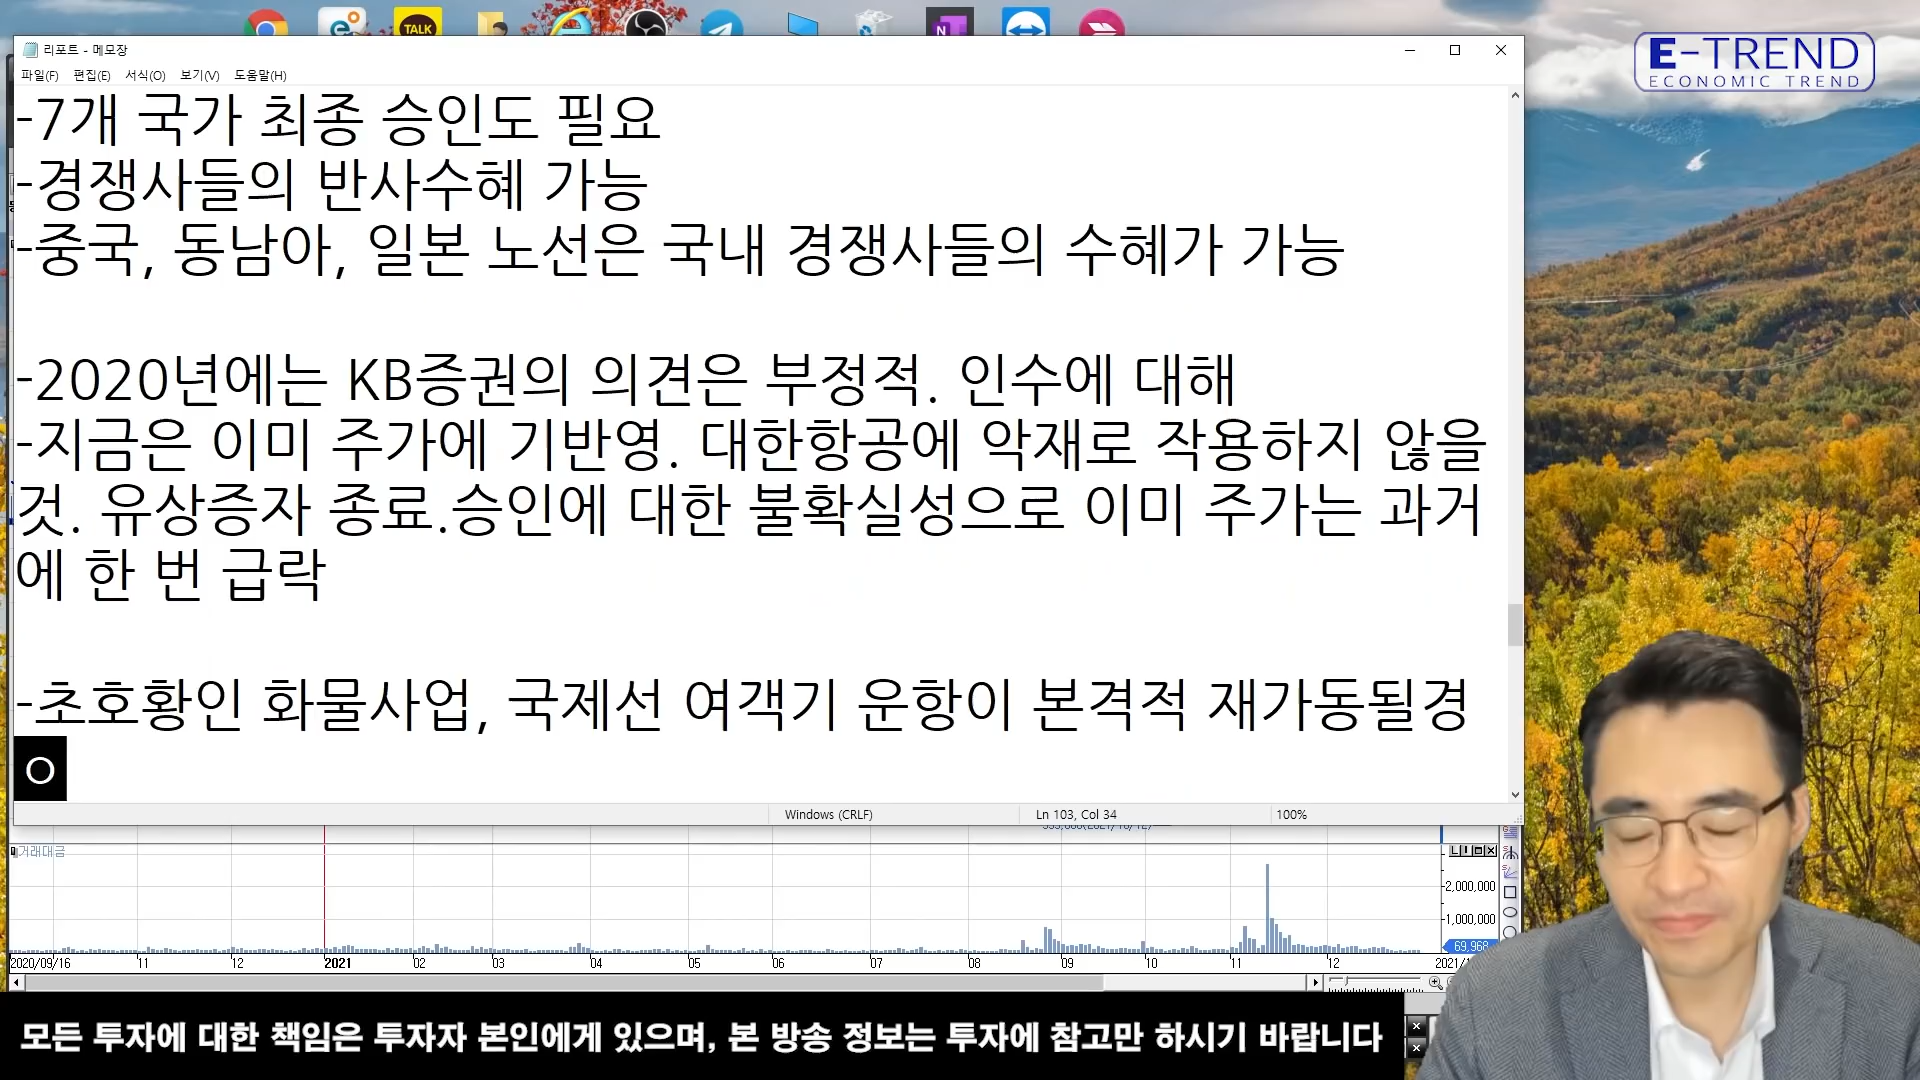 TALK
리포트 - 메모장
파일(F) 편집(E) 서식(O) 보기(V) 도움말(H)
E-TREND
ECONOMIC TREND
-7개 국가 최종 승인도 필요
-경쟁사들의 반사수혜 가능
-중국, 동남아, 일본 노선은 국내 경쟁사들의 수혜가 가능
-2020년에는 KB증권의 의견은 부정적. 인수에 대해
-지금은 이미 주가에 기반영. 대한항공에 악재로 작용하지 않을
것. 유상증자 종료.승인에 대한 불확실성으로 이미 주가는 과거
에 한 번 급락
-초호황인 화물사업, 국제선 여객기 운항이 본격적 재가동될경
ㅇ
Windows (CRLF) Ln 103, Col 34 100%
거래대금
2,000,000
1,000,000
69,968
2020/09/16 11 12 2021 02 03 04 05 06 07 08 09 10 11 12 2021/1
모든 투자에 대한 책임은 투자자 본인에게 있으며, 본 방송 정보는 투자에 참고만 하시기 바랍니다